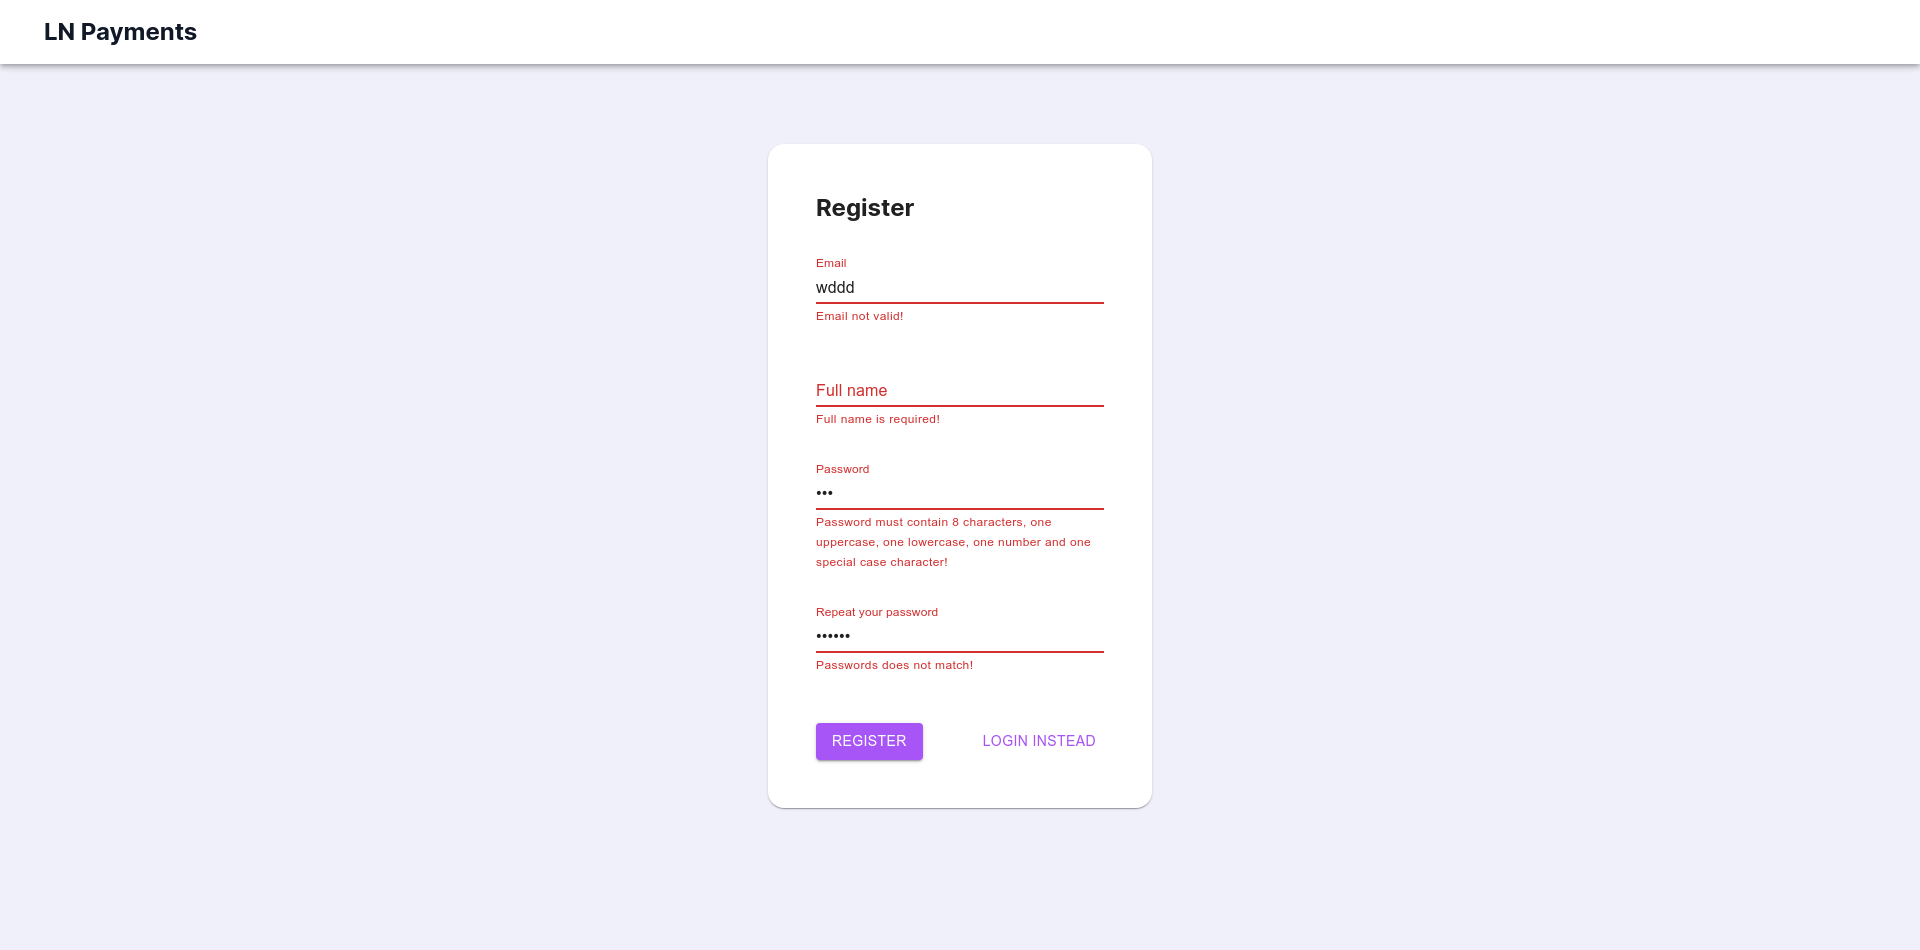 LN Payments
Register
Email
wddd
Email not valid!
Full name
Full name is required!
Password
•••
Password must contain 8 characters, one
uppercase, one lowercase, one number and one
special case character!
Repeat your password
••••••
Passwords does not match!
REGISTER
LOGIN INSTEAD